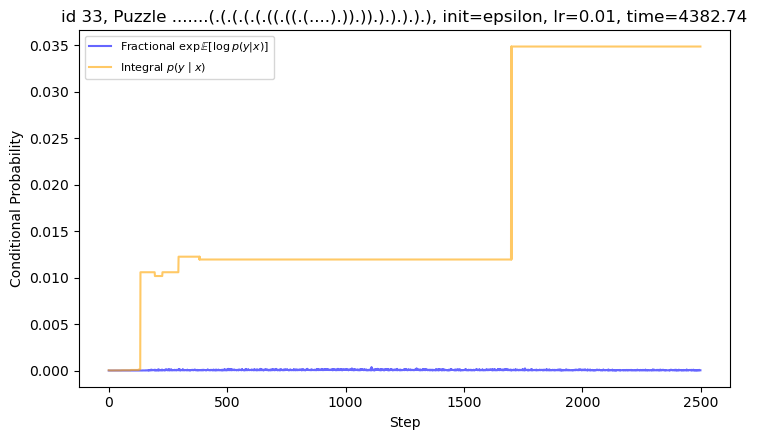 id 33, Puzzle .......(.(.(.(.(.((.((.(....).)).)).).).).).), init=epsilon, lr=0.01, time=4382.74
Fractional exp𝔼[log p(y|x)]
Integral p(y | x)
Conditional Probability
0.035
0.030
0.025
0.020
0.015
0.010
0.005
0.000
0
500
1000
1500
2000
2500
Step